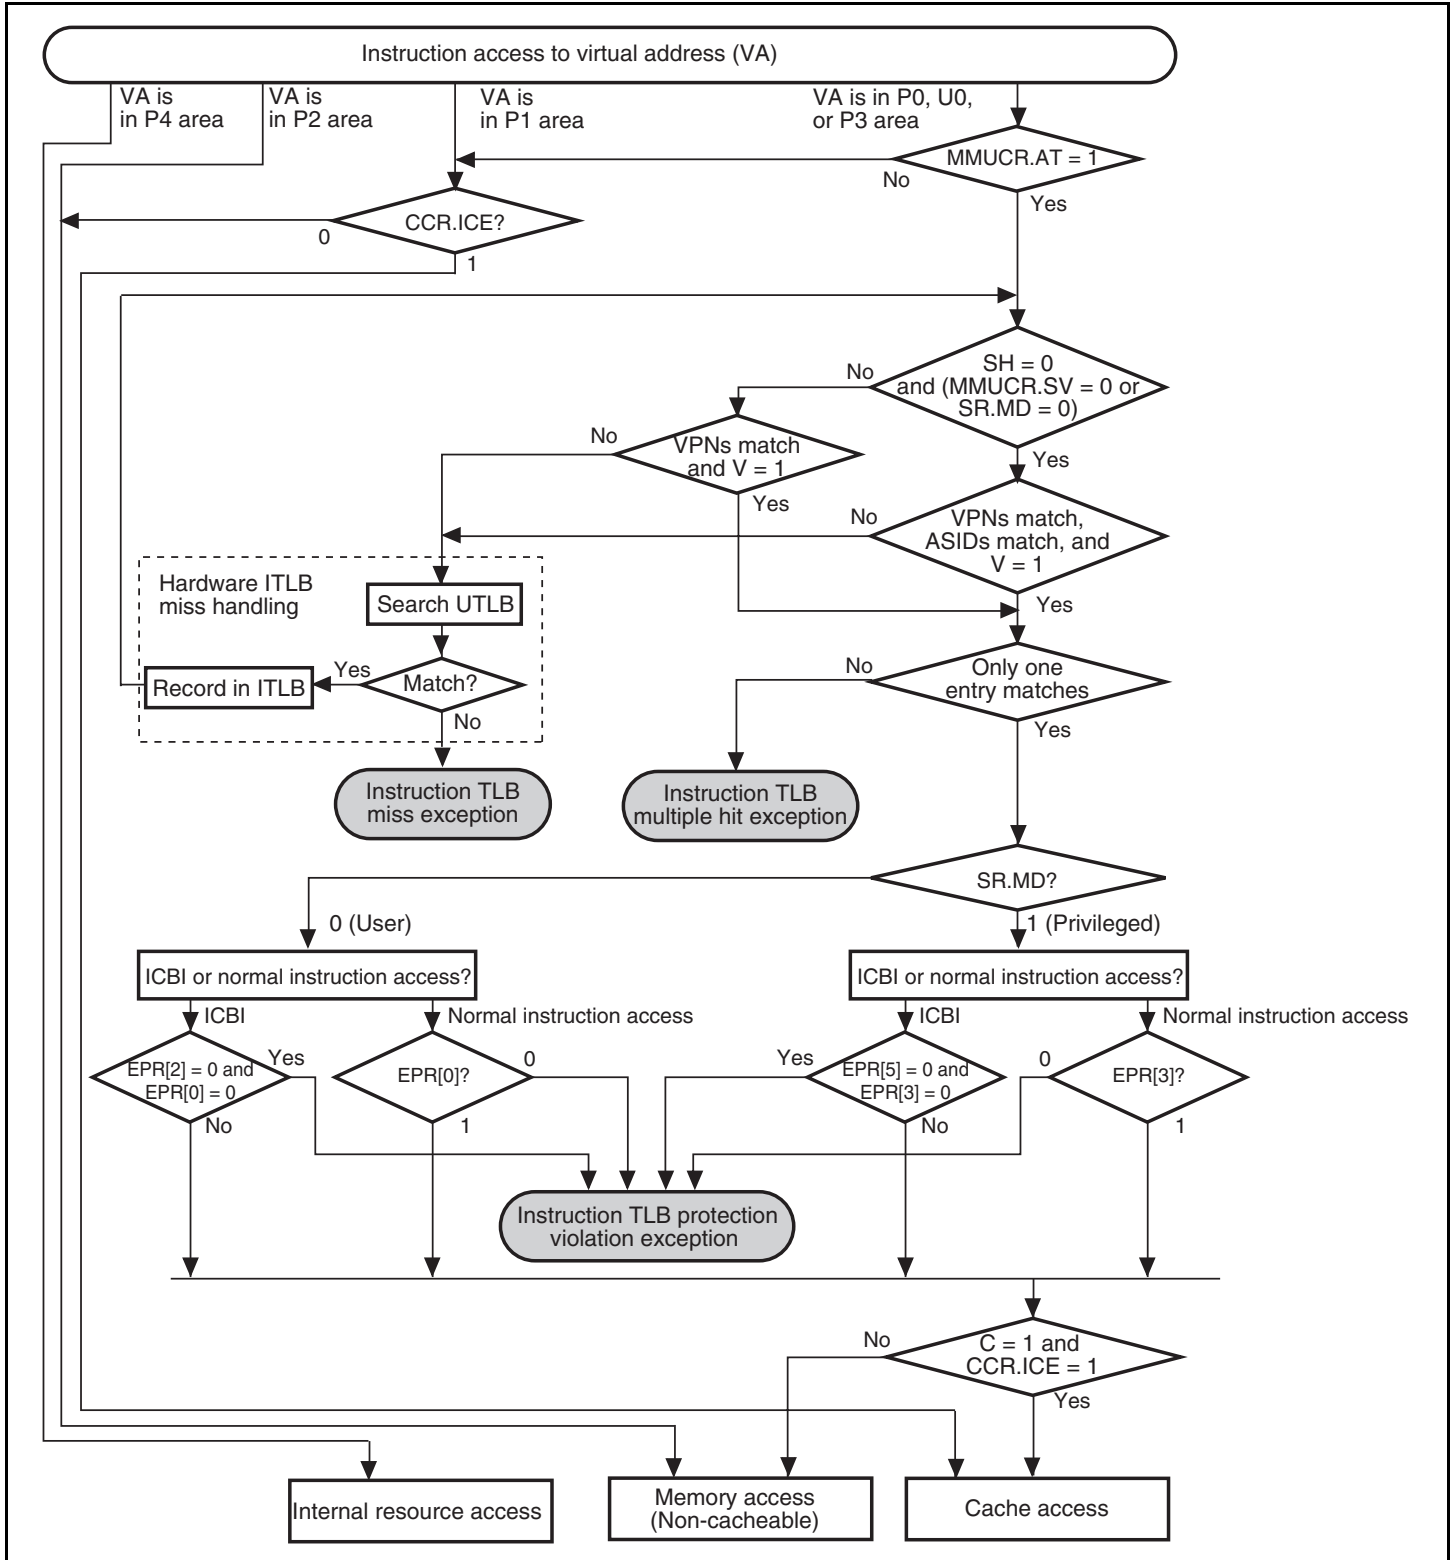 Instruction access to virtual address (VA)
VA is
in P4 area
VA is
in P2 area
VA is
in P1 area
VA is in P0, U0,
or P3 area
MMUCR.AT = 1
No
Yes
CCR.ICE?
0
1
SH = 0
and (MMUCR.SV = 0 or
SR.MD = 0)
No
Yes
VPNs match
and V = 1
No
Yes
VPNs match,
ASIDs match, and
V = 1
No
Yes
Hardware ITLB
miss handling
Search UTLB
Match?
Yes
No
Record in ITLB
Only one
entry matches
No
Yes
Instruction TLB
miss exception
Instruction TLB
multiple hit exception
SR.MD?
0 (User)
1 (Privileged)
ICBI or normal instruction access?
ICBI or normal instruction access?
ICBI
Normal instruction access
ICBI
Normal instruction access
EPR[2] = 0 and
EPR[0] = 0
Yes
No
EPR[0]?
0
1
EPR[5] = 0 and
EPR[3] = 0
Yes
No
EPR[3]?
0
1
Instruction TLB protection
violation exception
C = 1 and
CCR.ICE = 1
No
Yes
Internal resource access
Memory access
(Non-cacheable)
Cache access